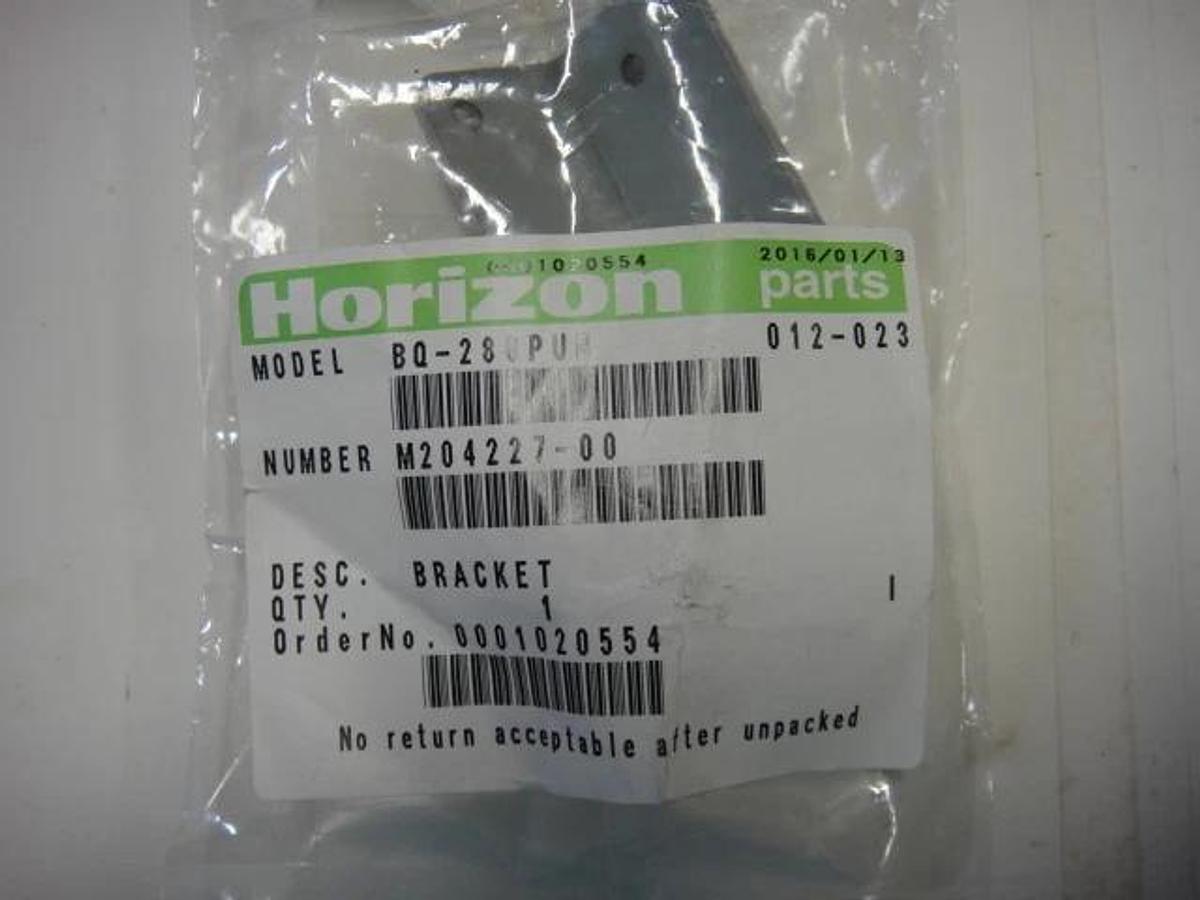 2016/01/13
Horizon parts
MODEL 012-023
NUMBER M204227-00
DESC. BRACKET
QTY. 1
OrderNo. 0001020554
No return acceptable after unpacked